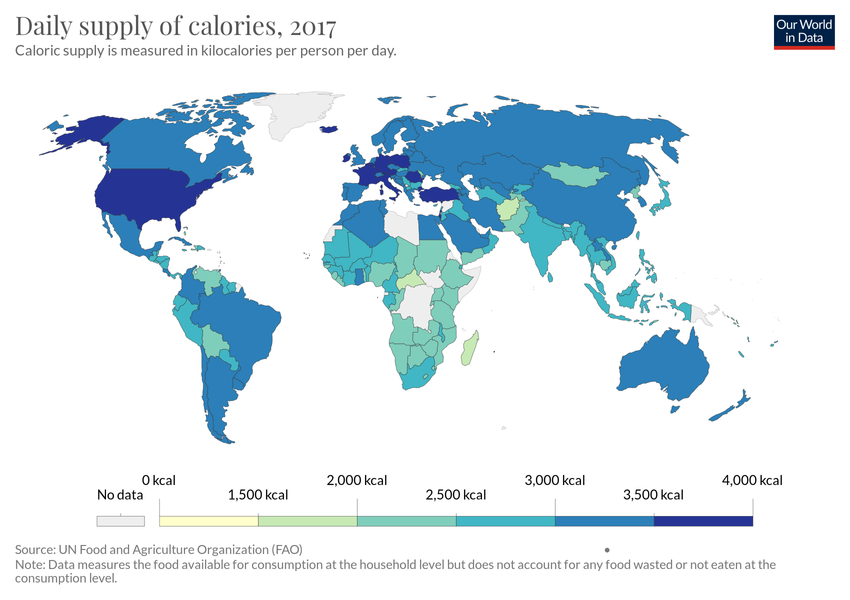 Daily supply of calories, 2017
Caloric supply is measured in kilocalories per person per day.
Our World
in Data
0 kcal
2,000 kcal
3,000 kcal
4,000 kcal
No data
1,500 kcal
2,500 kcal
3,500 kcal
Source: UN Food and Agriculture Organization (FAO)
Note: Data measures the food available for consumption at the household level but does not account for any food wasted or not eaten at the
consumption level.